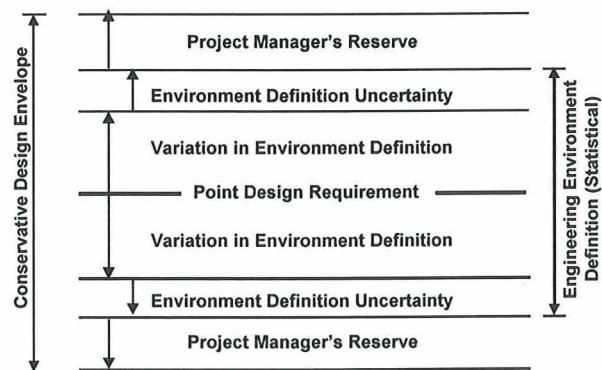 Project Manager's Reserve
Environment Definition Uncertainty
Variation in Environment Definition
Point Design Requirement
Variation in Environment Definition
Environment Definition Uncertainty
Project Manager's Reserve
Conservative Design Envelope
Engineering Environment
Definition (Statistical)